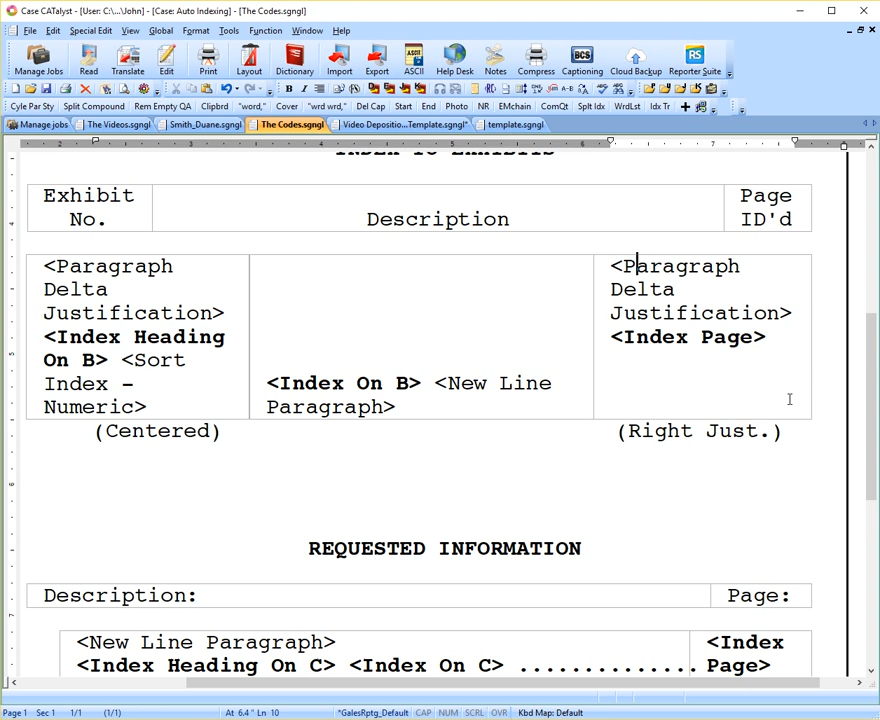 Case CATalyst - [User: C:\...\John] - [Case: Auto Indexing] - [The Codes.sgngl]
File Edit Special Edit View Global Format Tools Function Window Help
Manage Jobs Read Translate Edit Print Layout Dictionary Import Export ASCII Help Desk Notes Compress Captioning Cloud Backup Reporter Suite
Cyle Par Sty Split Compound Rem Empty QA Clipbrd "word," Cover "wrd wrd," Del Cap Start End Photo NR EMchain ComQt Splt Idx WrdLst Idx Tr
Manage jobs The Videos.sgngl Smith_Duane.sgngl The Codes.sgngl Video Depositio...Template.sgngl* template.sgngl
INDEX TO EXHIBITS
Exhibit No. Description Page ID'd
<Paragraph
Delta
Justification>
<Index Heading
On B> <Sort
Index -
Numeric>
<Index On B> <New Line
Paragraph>
<Paragraph
Delta
Justification>
<Index Page>
(Centered) (Right Just.)
REQUESTED INFORMATION
Description: Page:
<New Line Paragraph>
<Index Heading On C> <Index On C> ..............
<Index
Page>
Page 1 Sec 1 1/1 (1/1) At 6.4 " Ln 10 *GalesRptg_Default CAP NUM SCRL OVR Kbd Map: Default